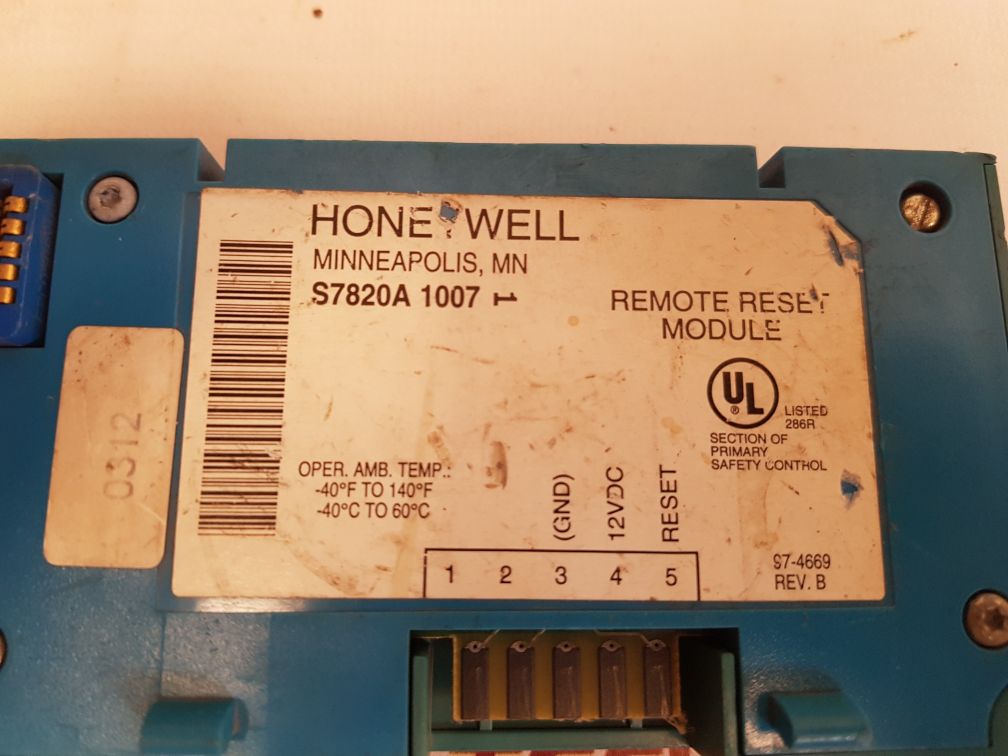 HONEYWELL
MINNEAPOLIS, MN
S7820A 1007 1
REMOTE RESET
MODULE
UL
®
LISTED
286R
SECTION OF
PRIMARY
SAFETY CONTROL
OPER. AMB. TEMP.:
-40°F TO 140°F
-40°C TO 60°C
(GND)
12VDC
RESET
1 2 3 4 5
97-4669
REV. B
0312